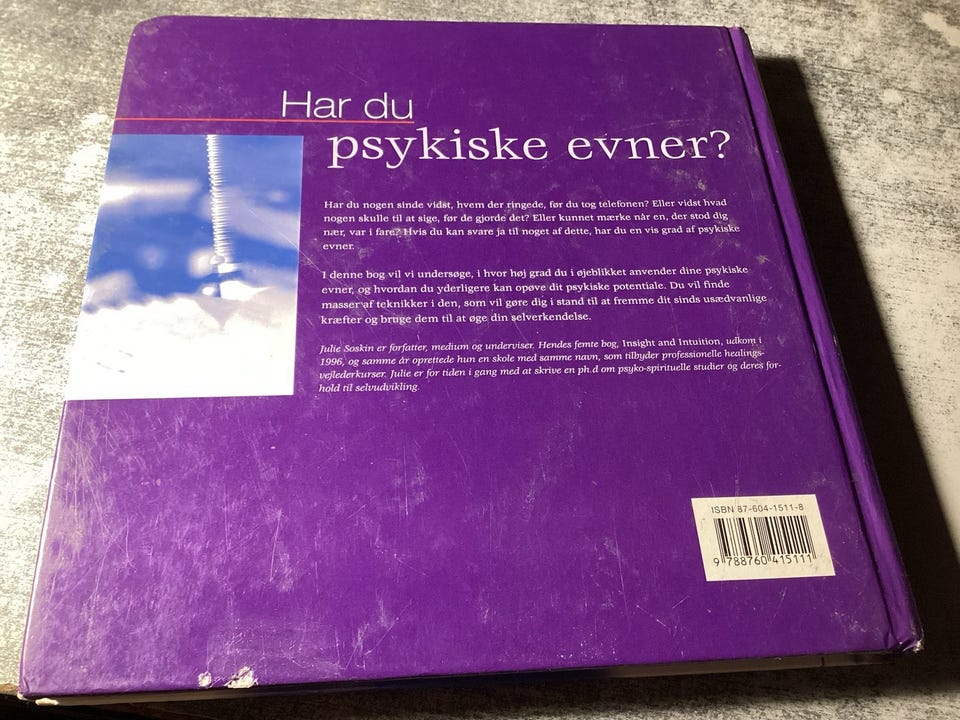 Har du
psykiske evner?
Har du nogen sinde vidst, hvem der ringede, før du tog telefonen? Eller vidst hvad
nogen skulle til at sige, før de gjorde det? Eller kunnet mærke når en, der stod dig
nær, var i fare? Hvis du kan svare ja til noget af dette, har du en vis grad af psykiske
evner.
I denne bog vil vi undersøge, i hvor høj grad du i øjeblikket anvender dine psykiske
evner, og hvordan du yderligere kan opøve dit psykiske potentiale. Du vil finde
masser af teknikker i den, som vil gøre dig i stand til at fremme dit sinds usædvanlige
kræfter og bruge dem til at øge din selverkendelse.
Julie Soskin er forfatter, medium og underviser. Hendes femte bog, Insight and Intuition, udkom i
1996, og samme år oprettede hun en skole med samme navn, som tilbyder professionelle healings-
vejlederkurser. Julie er for tiden i gang med at skrive en ph.d om psyko-spirituelle studier og deres for-
hold til selvudvikling.
ISBN 87-604-1511-8
9 788760 415111